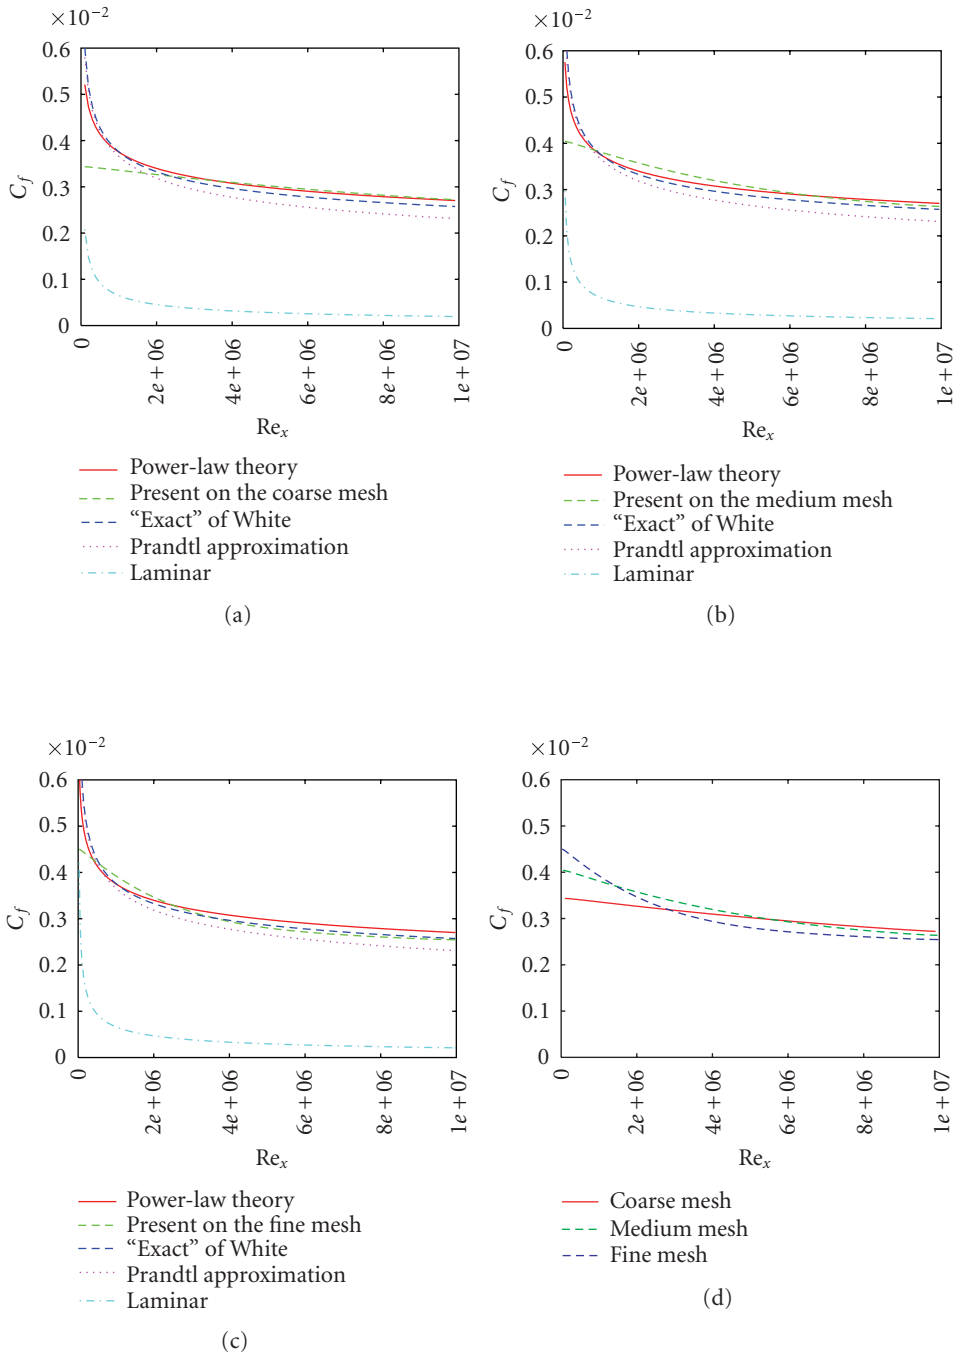 ×10⁻²
0.6
0.5
0.4
0.3
0.2
0.1
0
C_f
0
2e + 06
4e + 06
6e + 06
8e + 06
1e + 07
Re_x
Power-law theory
Present on the coarse mesh
“Exact” of White
Prandtl approximation
Laminar
(a)
×10⁻²
0.6
0.5
0.4
0.3
0.2
0.1
0
C_f
0
2e + 06
4e + 06
6e + 06
8e + 06
1e + 07
Re_x
Power-law theory
Present on the medium mesh
“Exact” of White
Prandtl approximation
Laminar
(b)
×10⁻²
0.6
0.5
0.4
0.3
0.2
0.1
0
C_f
0
2e + 06
4e + 06
6e + 06
8e + 06
1e + 07
Re_x
Power-law theory
Present on the fine mesh
“Exact” of White
Prandtl approximation
Laminar
(c)
×10⁻²
0.6
0.5
0.4
0.3
0.2
0.1
0
C_f
0
2e + 06
4e + 06
6e + 06
8e + 06
1e + 07
Re_x
Coarse mesh
Medium mesh
Fine mesh
(d)